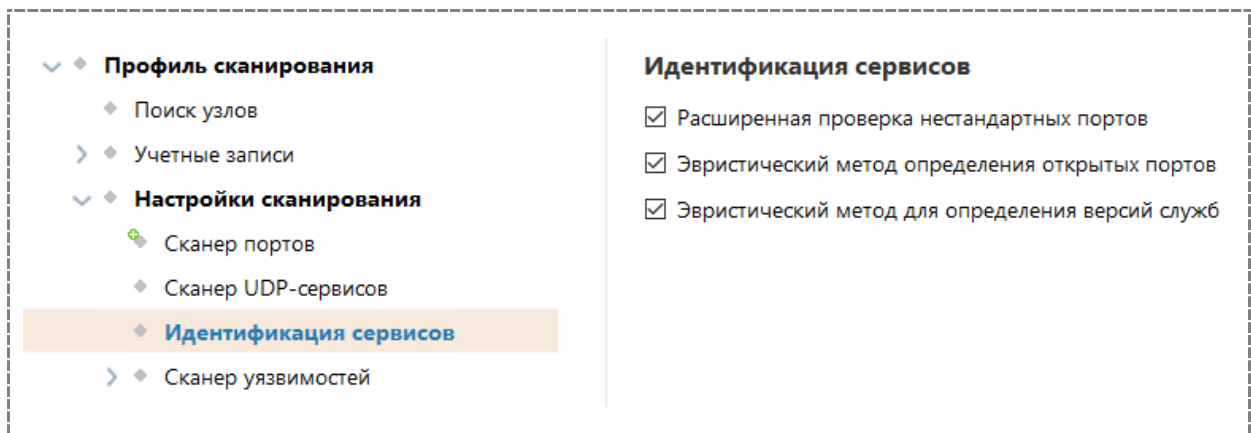 Профиль сканирования
Поиск узлов
Учетные записи
Настройки сканирования
Сканер портов
Сканер UDP-сервисов
Идентификация сервисов
Сканер уязвимостей
Идентификация сервисов
Расширенная проверка нестандартных портов
Эвристический метод определения открытых портов
Эвристический метод для определения версий служб